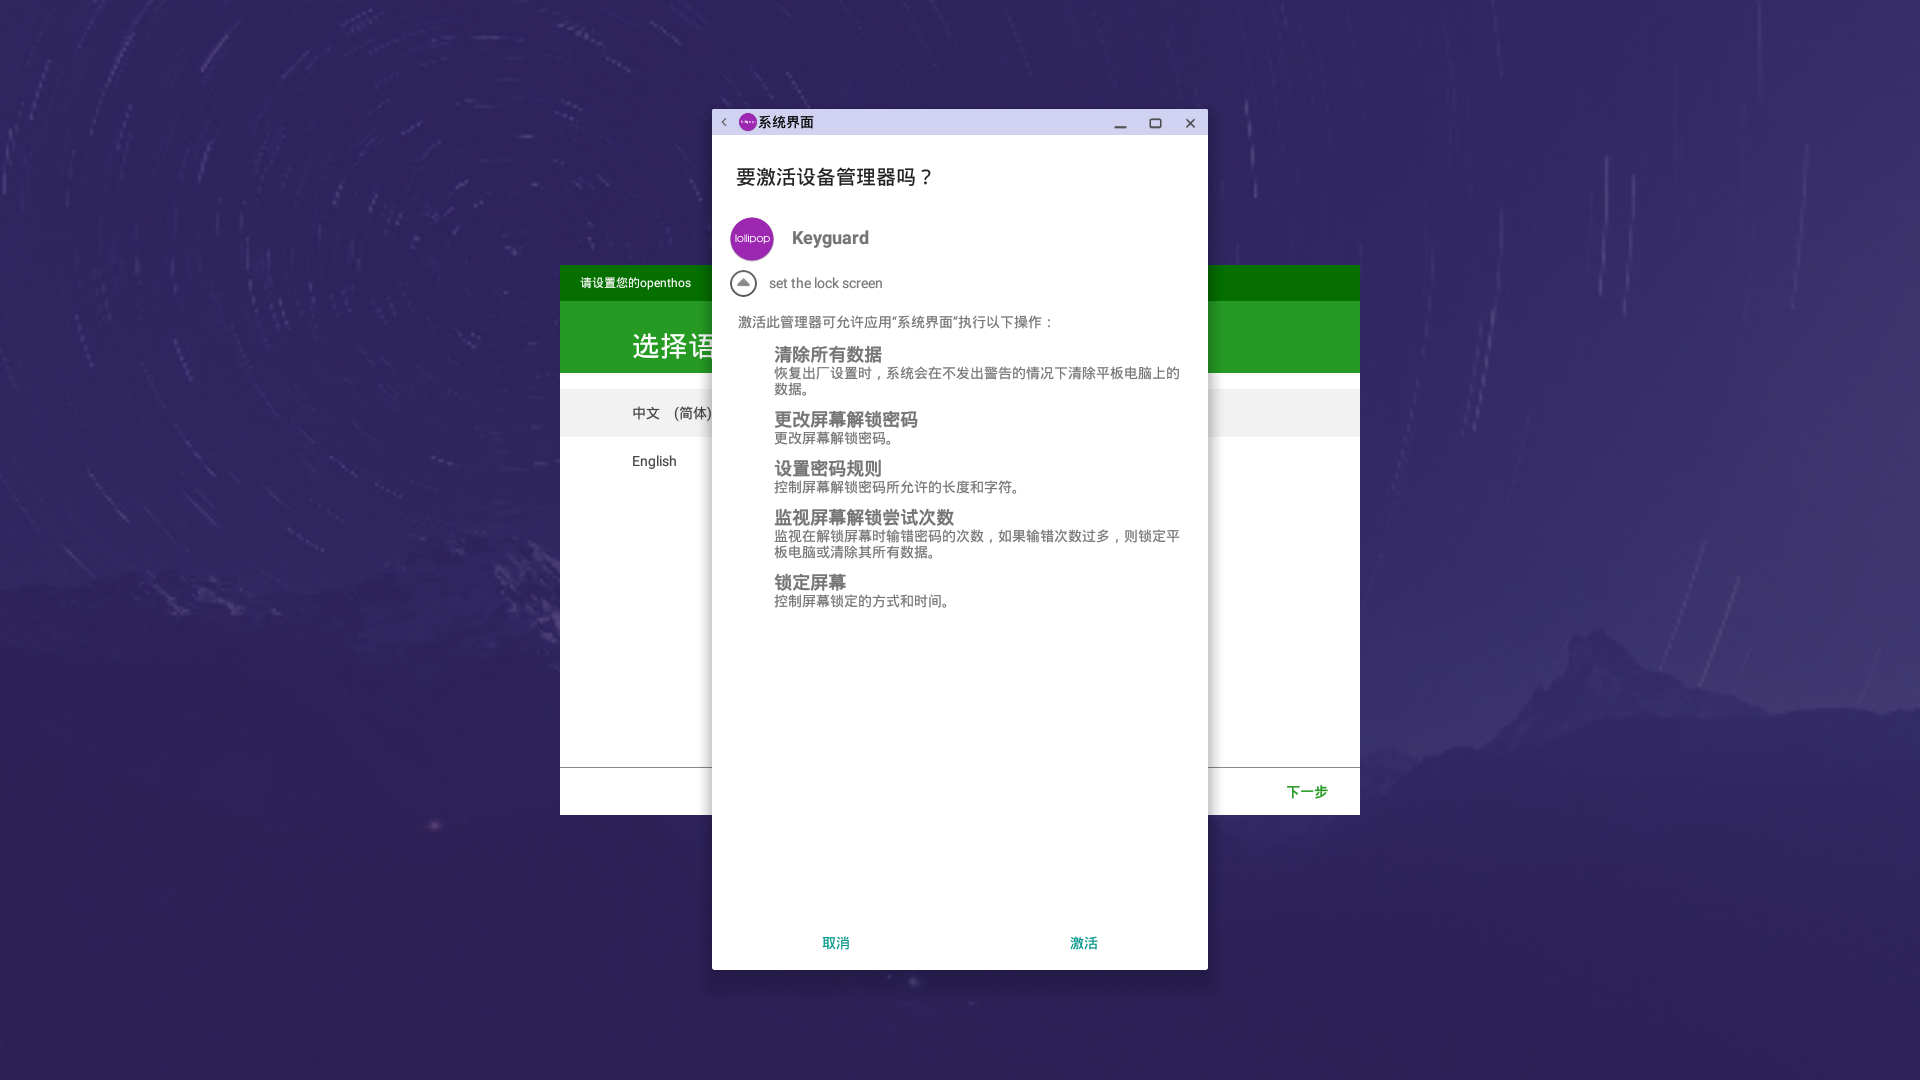 系统界面
要激活设备管理器吗？
lollipop
Keyguard
set the lock screen
激活此管理器可允许应用“系统界面”执行以下操作：
清除所有数据
恢复出厂设置时，系统会在不发出警告的情况下清除平板电脑上的
数据。
更改屏幕解锁密码
更改屏幕解锁密码。
设置密码规则
控制屏幕解锁密码所允许的长度和字符。
监视屏幕解锁尝试次数
监视在解锁屏幕时输错密码的次数，如果输错次数过多，则锁定平
板电脑或清除其所有数据。
锁定屏幕
控制屏幕锁定的方式和时间。
取消
激活
请设置您的openthos
选择语
中文 (简体)
English
下一步